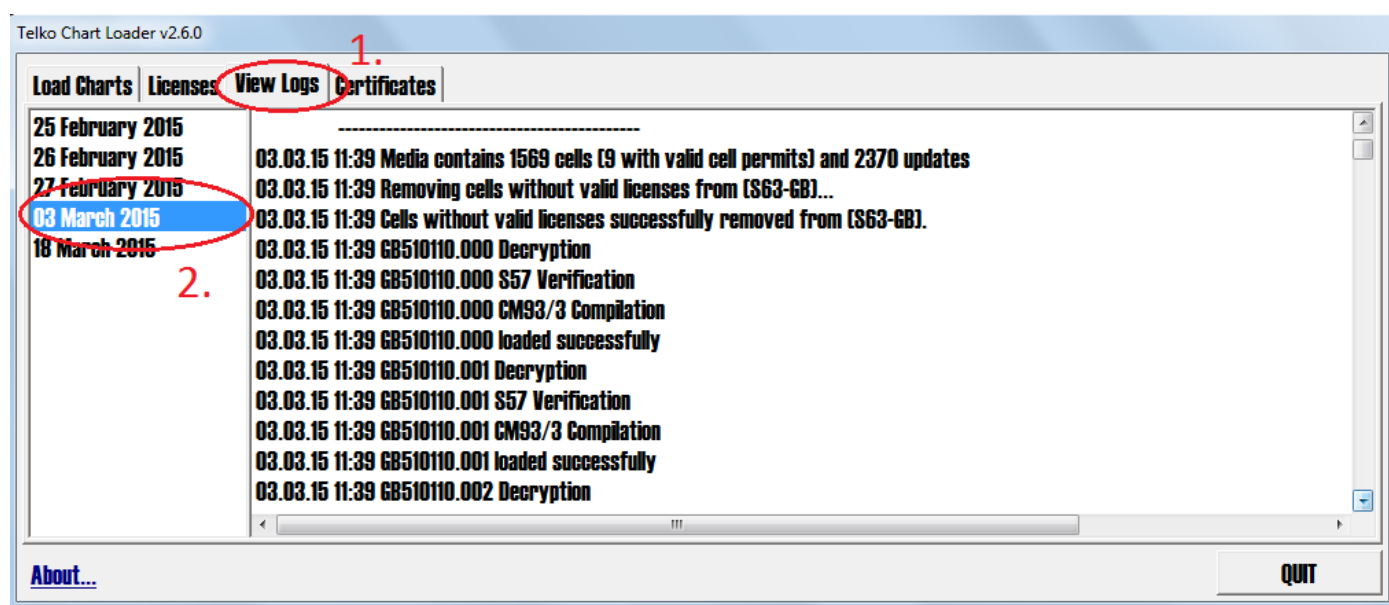 Telko Chart Loader v2.6.0
1.
Load Charts Licenses View Logs Certificates
25 February 2015
26 February 2015
27 February 2015
03 March 2015
18 March 2015
2.
---------------------------------------------
03.03.15 11:39 Media contains 1569 cells (9 with valid cell permits) and 2370 updates
03.03.15 11:39 Removing cells without valid licenses from (S63-GB)...
03.03.15 11:39 Cells without valid licenses successfully removed from (S63-GB).
03.03.15 11:39 GB510110.000 Decryption
03.03.15 11:39 GB510110.000 S57 Verification
03.03.15 11:39 GB510110.000 CM93/3 Compilation
03.03.15 11:39 GB510110.000 loaded successfully
03.03.15 11:39 GB510110.001 Decryption
03.03.15 11:39 GB510110.001 S57 Verification
03.03.15 11:39 GB510110.001 CM93/3 Compilation
03.03.15 11:39 GB510110.001 loaded successfully
03.03.15 11:39 GB510110.002 Decryption
About...
QUIT